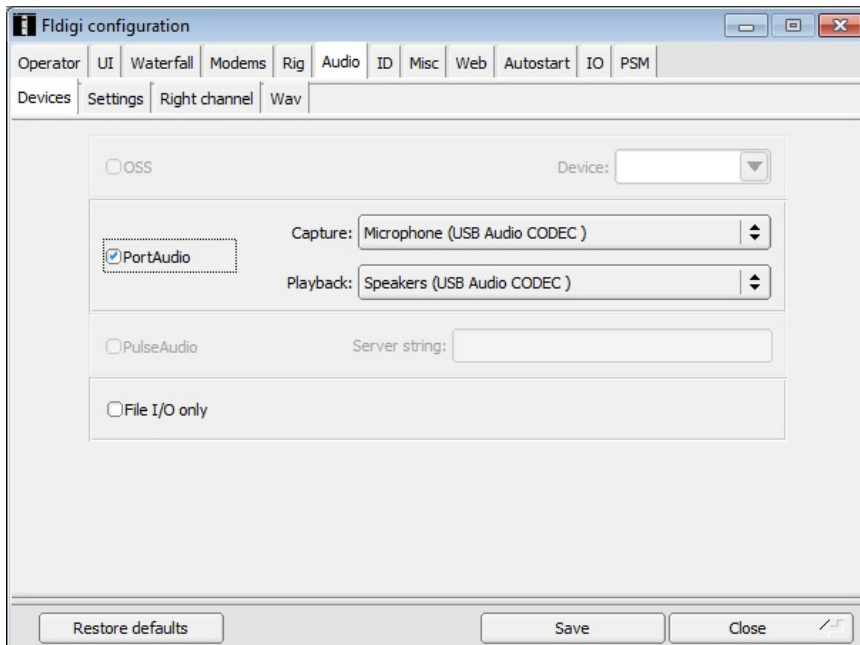 Fldigi configuration
Operator UI Waterfall Modems Rig Audio ID Misc Web Autostart IO PSM
Devices Settings Right channel Wav
OSS Device:
Capture: Microphone (USB Audio CODEC )
PortAudio
Playback: Speakers (USB Audio CODEC )
PulseAudio Server string:
File I/O only
Restore defaults Save Close